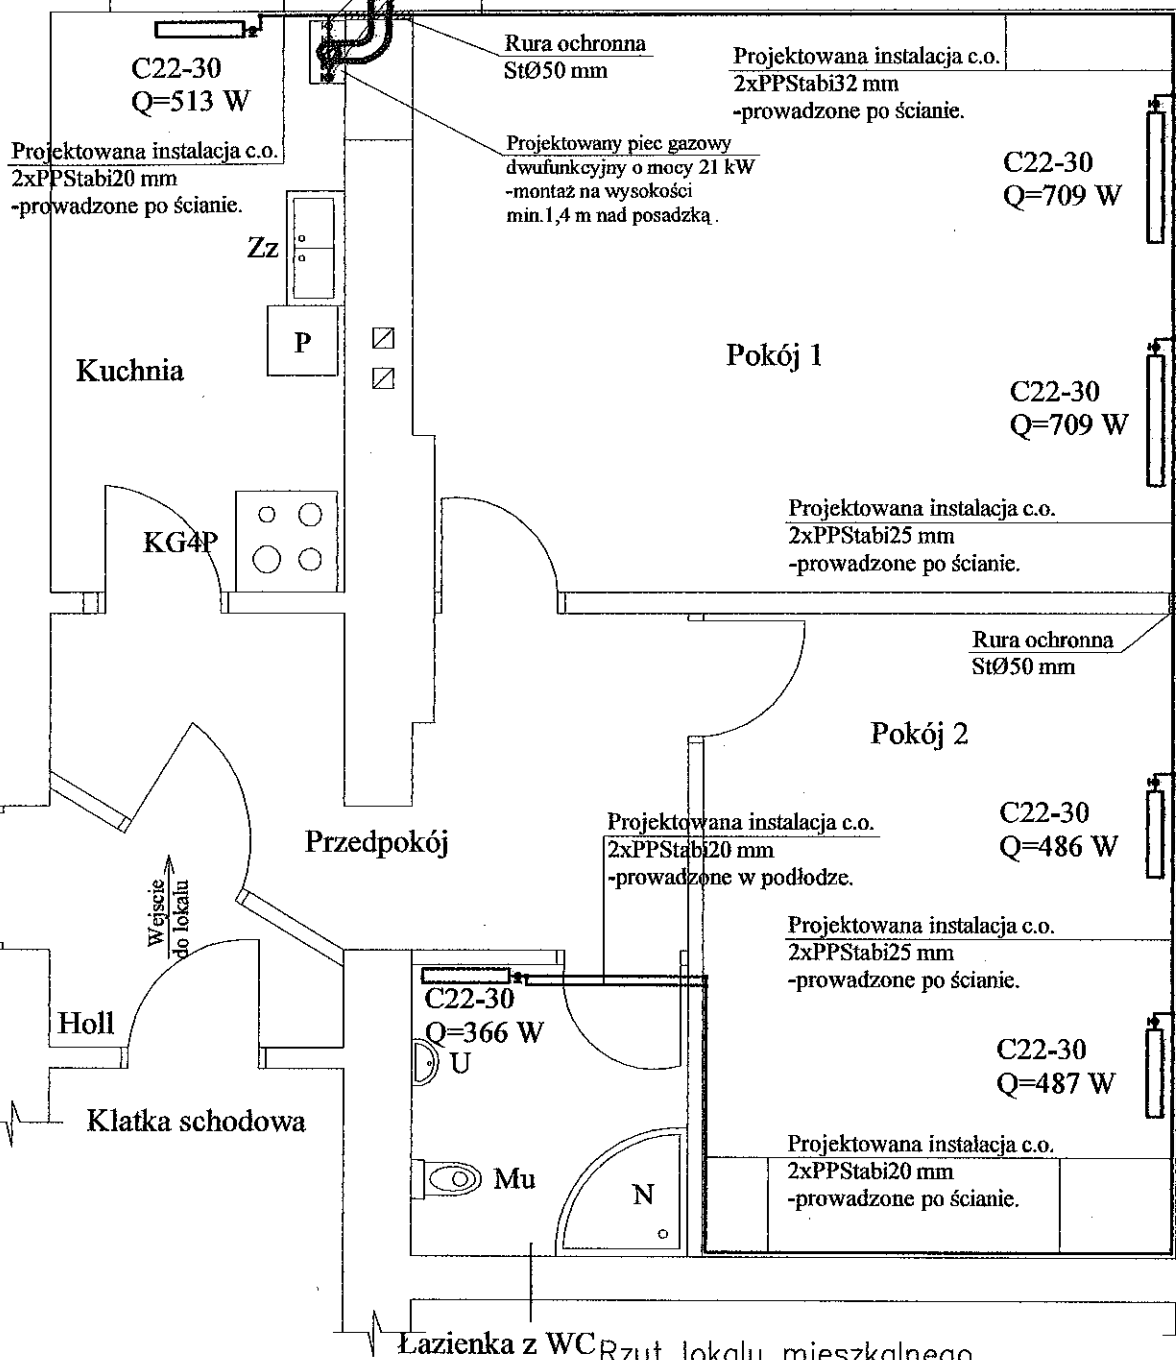 C22-30
Q=513 W
Rura ochronna
StØ50 mm
Projektowana instalacja c.o.
2xPPStabi32 mm
-prowadzone po ścianie.
Projektowana instalacja c.o.
2xPPStabi20 mm
-prowadzone po ścianie.
Projektowany piec gazowy
dwufunkcyjny o mocy 21 kW
-montaż na wysokości
min.1,4 m nad posadzką.
C22-30
Q=709 W
Zz
P
Kuchnia
Pokój 1
C22-30
Q=709 W
KG4P
Projektowana instalacja c.o.
2xPPStabi25 mm
-prowadzone po ścianie.
Rura ochronna
StØ50 mm
Pokój 2
C22-30
Q=486 W
Przedpokój
Projektowana instalacja c.o.
2xPPStabi20 mm
-prowadzone w podłodze.
Wejscie
do lokalu
Projektowana instalacja c.o.
2xPPStabi25 mm
-prowadzone po ścianie.
C22-30
Q=366 W
Holl
U
C22-30
Q=487 W
Klatka schodowa
Projektowana instalacja c.o.
2xPPStabi20 mm
-prowadzone po ścianie.
Mu
N
Łazienka z WC
Rzut lokalu mieszkalnego